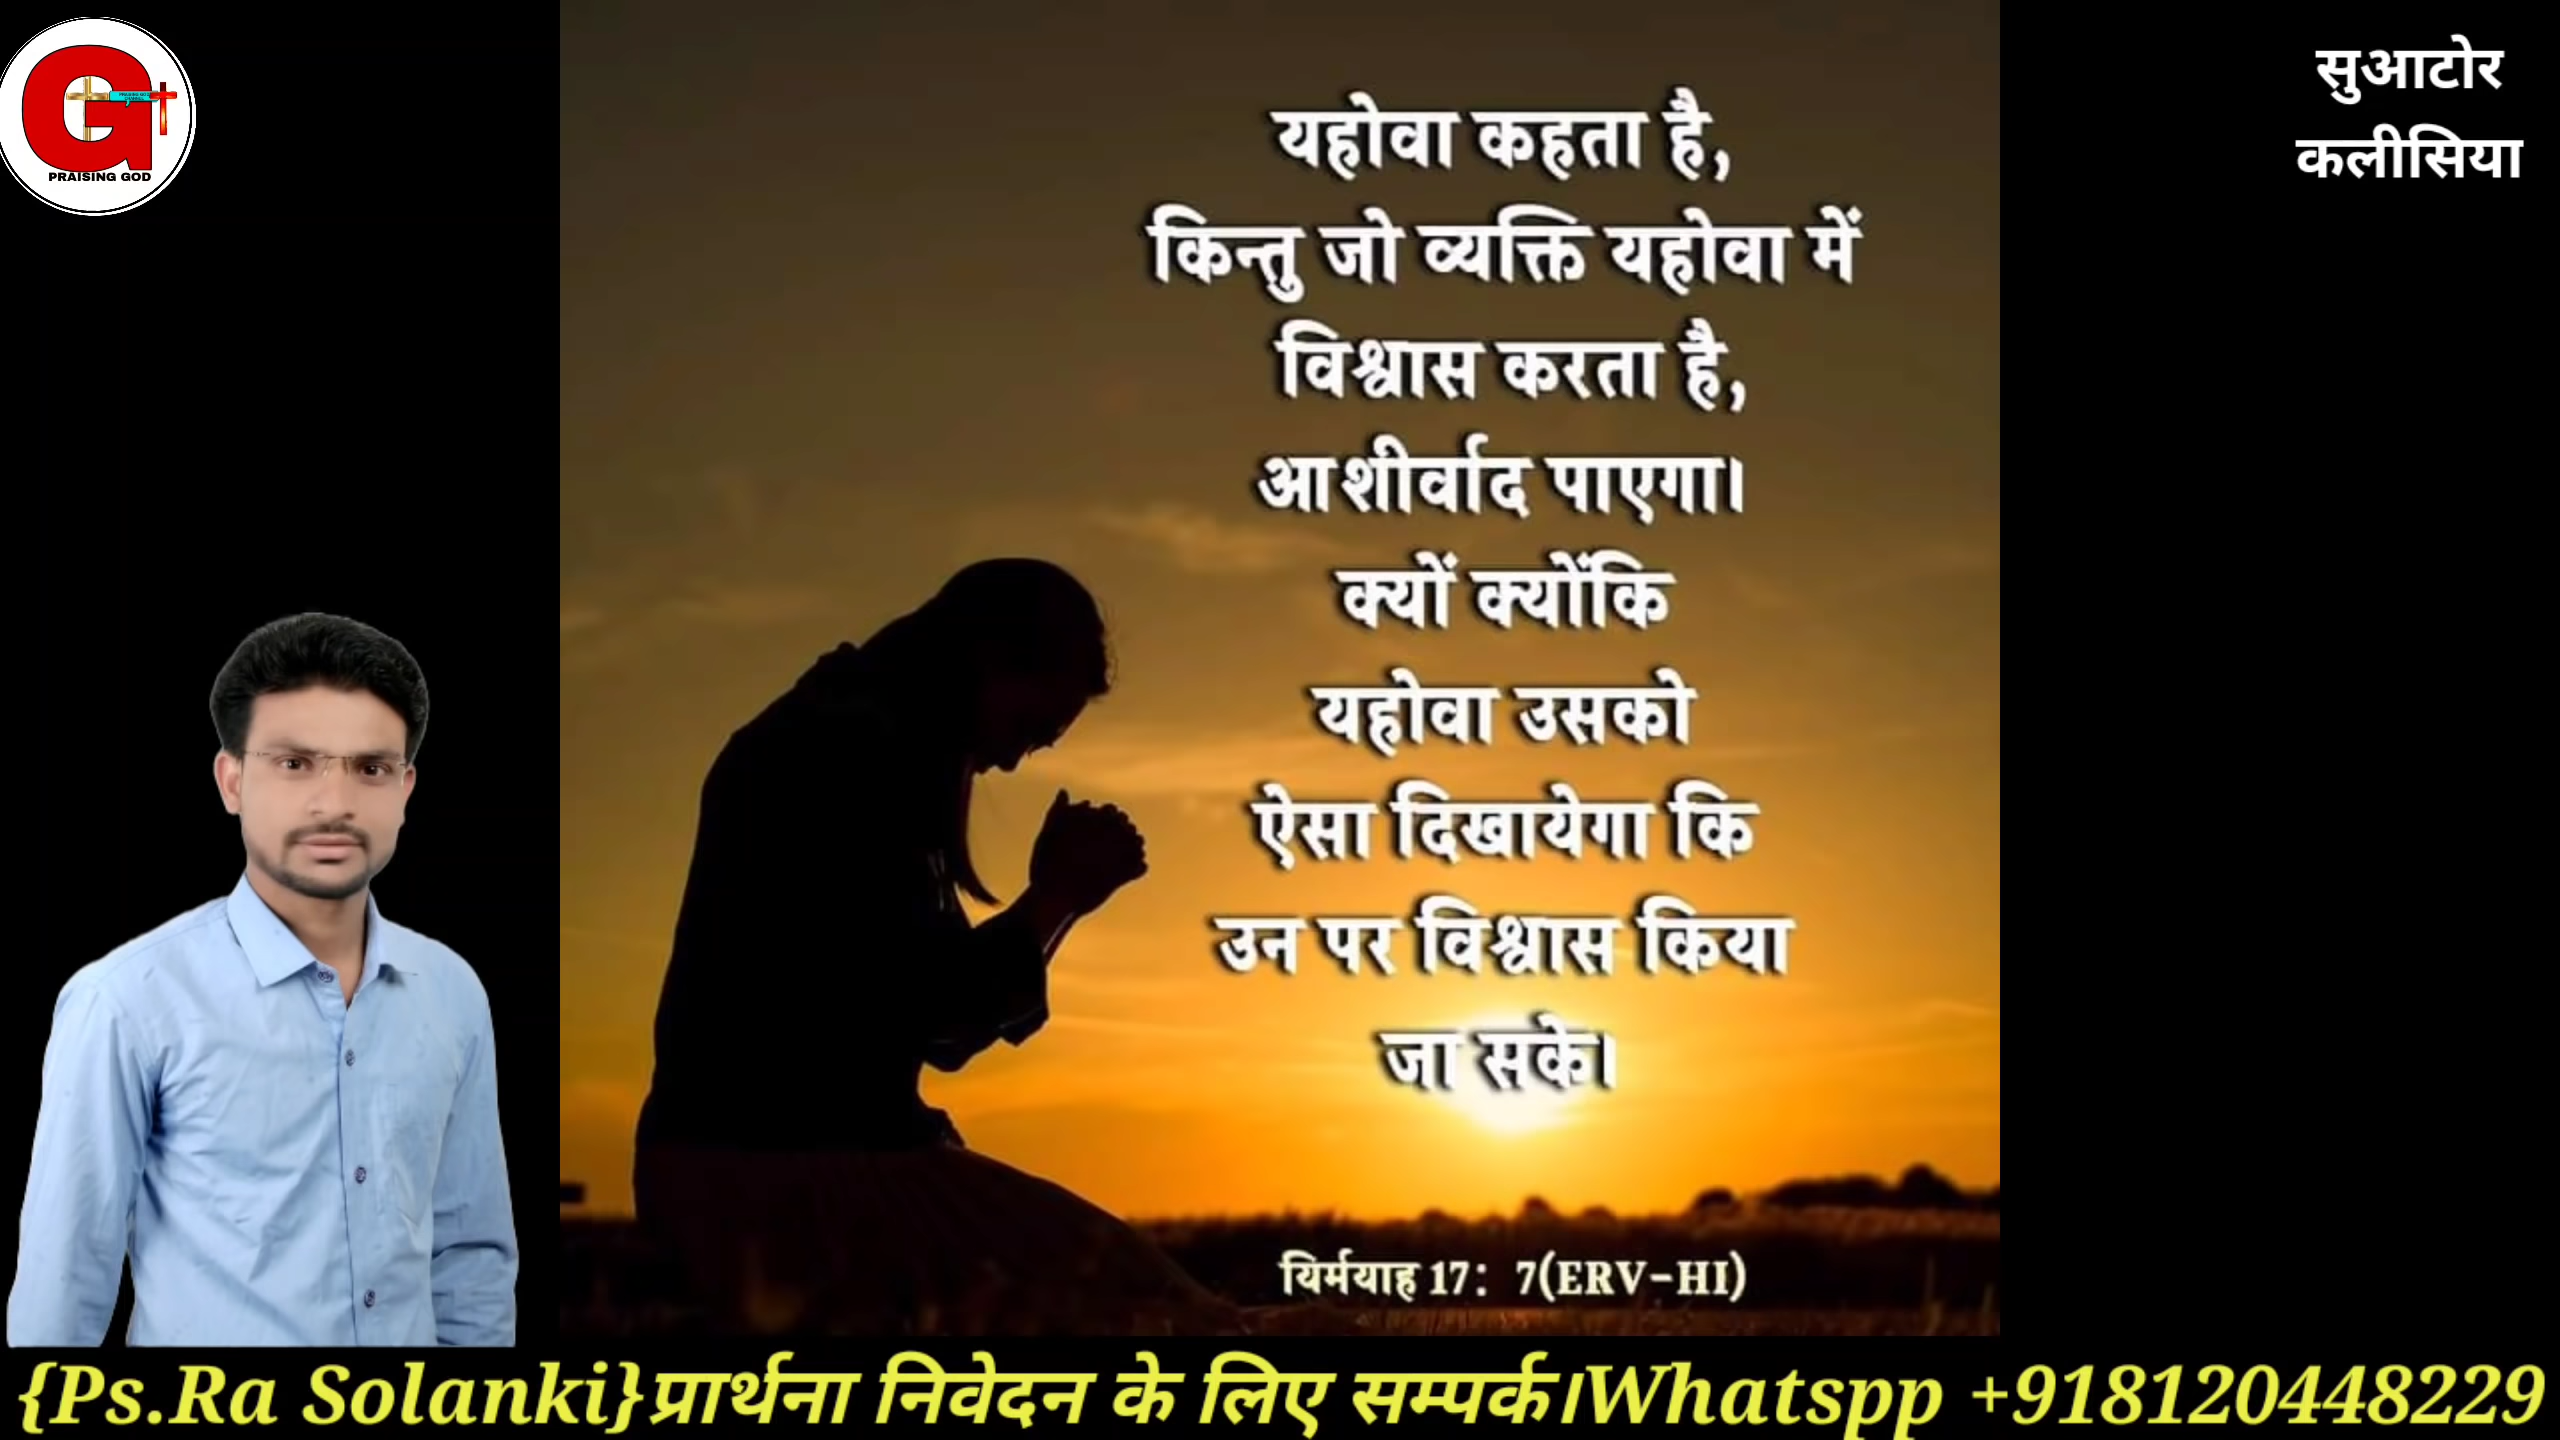 PRAISING GOD
सुआटोर
कलीसिया
यहोवा कहता है,
किन्तु जो व्यक्ति यहोवा में
विश्वास करता है,
आशीर्वाद पाएगा।
क्यों क्योंकि
यहोवा उसको
ऐसा दिखायेगा कि
उन पर विश्वास किया
जा सके।
यिर्मयाह 17: 7(ERV-HI)
{Ps.Ra Solanki}प्रार्थना निवेदन के लिए सम्पर्क।Whatspp +918120448229